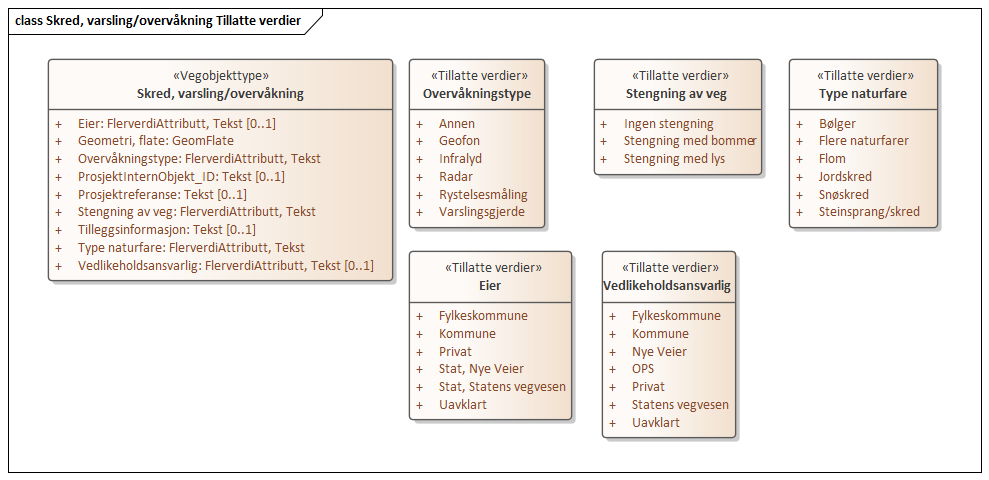 class Skred, varsling/overvåkning Tillatte verdier
«Vegobjekttype»
Skred, varsling/overvåkning
+ Eier: FlerverdiAttributt, Tekst [0..1]
+ Geometri, flate: GeomFlate
+ Overvåkningstype: FlerverdiAttributt, Tekst
+ ProsjektInternObjekt_ID: Tekst [0..1]
+ Prosjektreferanse: Tekst [0..1]
+ Stengning av veg: FlerverdiAttributt, Tekst
+ Tilleggsinformasjon: Tekst [0..1]
+ Type naturfare: FlerverdiAttributt, Tekst
+ Vedlikeholdsansvarlig: FlerverdiAttributt, Tekst [0..1]
«Tillatte verdier»
Overvåkningstype
+ Annen
+ Geofon
+ Infralyd
+ Radar
+ Rystelsesmåling
+ Varslingsgjerde
«Tillatte verdier»
Stengning av veg
+ Ingen stengning
+ Stengning med bommer
+ Stengning med lys
«Tillatte verdier»
Type naturfare
+ Bølger
+ Flere naturfarer
+ Flom
+ Jordskred
+ Snøskred
+ Steinsprang/skred
«Tillatte verdier»
Eier
+ Fylkeskommune
+ Kommune
+ Privat
+ Stat, Nye Veier
+ Stat, Statens vegvesen
+ Uavklart
«Tillatte verdier»
Vedlikeholdsansvarlig
+ Fylkeskommune
+ Kommune
+ Nye Veier
+ OPS
+ Privat
+ Statens vegvesen
+ Uavklart